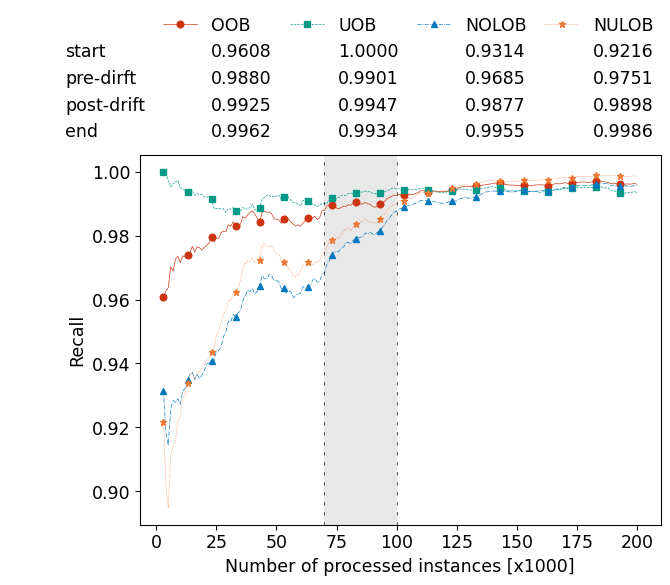 OOB UOB NOLOB NULOB
start 0.9608 1.0000 0.9314 0.9216
pre-dirft 0.9880 0.9901 0.9685 0.9751
post-drift 0.9925 0.9947 0.9877 0.9898
end 0.9962 0.9934 0.9955 0.9986
1.00
0.98
0.96
0.94
0.92
0.90
Recall
0 25 50 75 100 125 150 175 200
Number of processed instances [x1000]